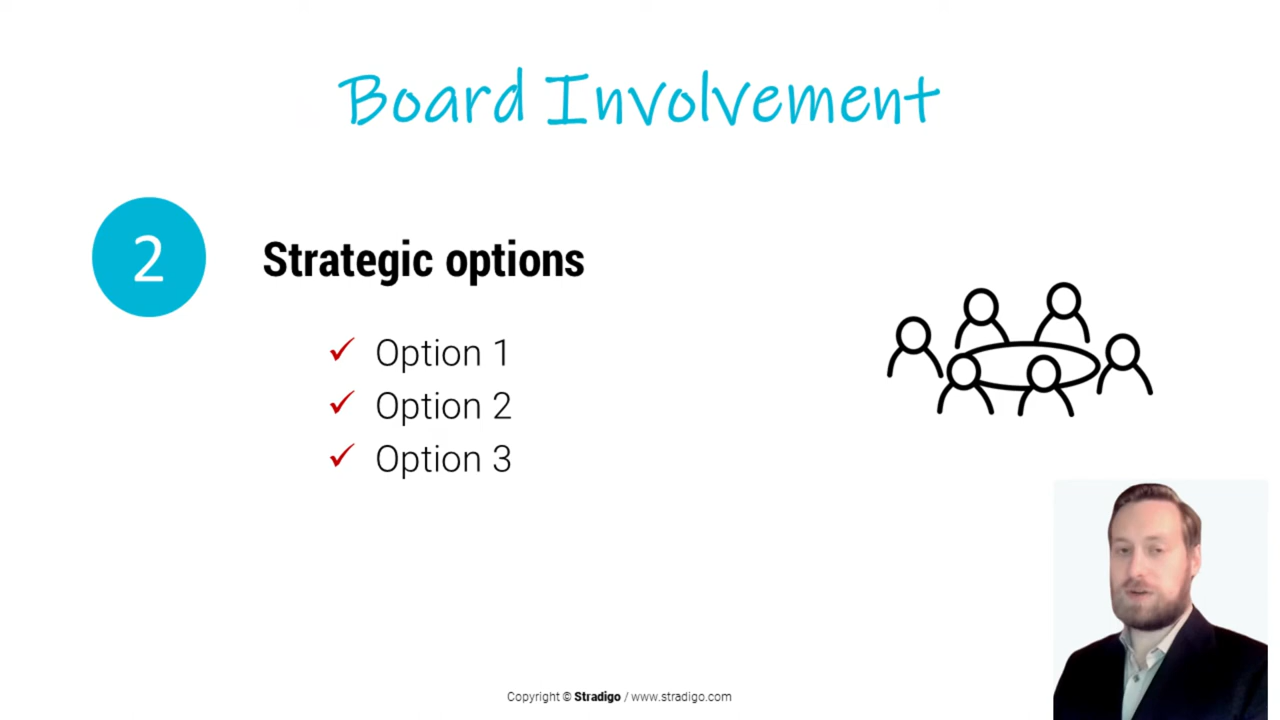 Board Involvement
2
Strategic options
✓ Option 1
✓ Option 2
✓ Option 3
Copyright © Stradigo / www.stradigo.com